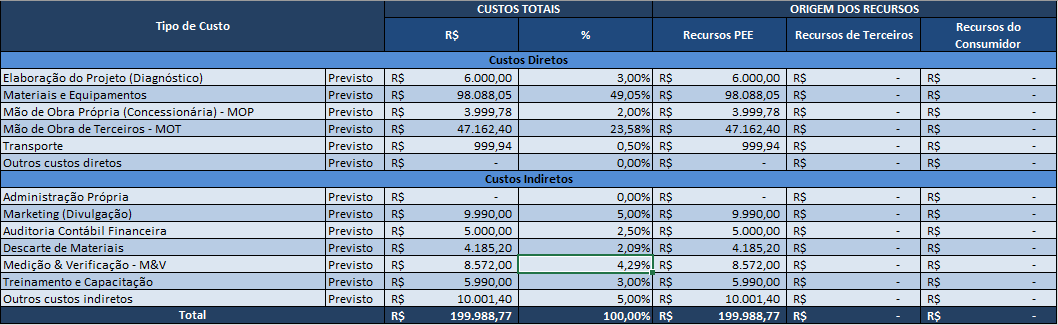 Tipo de Custo CUSTOS TOTAIS ORIGEM DOS RECURSOS
R$ % Recursos PEE Recursos de Terceiros Recursos do Consumidor
Custos Diretos
Elaboração do Projeto (Diagnóstico) Previsto R$ 6.000,00 3,00% R$ 6.000,00 R$ - R$ -
Materiais e Equipamentos Previsto R$ 98.088,05 49,05% R$ 98.088,05 R$ - R$ -
Mão de Obra Própria (Concessionária) - MOP Previsto R$ 3.999,78 2,00% R$ 3.999,78 R$ - R$ -
Mão de Obra de Terceiros - MOT Previsto R$ 47.162,40 23,58% R$ 47.162,40 R$ - R$ -
Transporte Previsto R$ 999,94 0,50% R$ 999,94 R$ - R$ -
Outros custos diretos Previsto R$ - 0,00% R$ - R$ - R$ -
Custos Indiretos
Administração Própria Previsto R$ - 0,00% R$ - R$ - R$ -
Marketing (Divulgação) Previsto R$ 9.990,00 5,00% R$ 9.990,00 R$ - R$ -
Auditoria Contábil Financeira Previsto R$ 5.000,00 2,50% R$ 5.000,00 R$ - R$ -
Descarte de Materiais Previsto R$ 4.185,20 2,09% R$ 4.185,20 R$ - R$ -
Medição & Verificação - M&V Previsto R$ 8.572,00 4,29% R$ 8.572,00 R$ - R$ -
Treinamento e Capacitação Previsto R$ 5.990,00 3,00% R$ 5.990,00 R$ - R$ -
Outros custos indiretos Previsto R$ 10.001,40 5,00% R$ 10.001,40 R$ - R$ -
Total R$ 199.988,77 100,00% R$ 199.988,77 R$ - R$ -